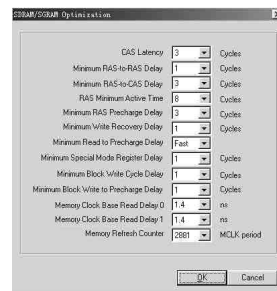 SDRAM/SGRAM Optimization
CAS Latency 3 Cycles
Minimum RAS-to-RAS Delay 1 Cycles
Minimum RAS-to-CAS Delay 3 Cycles
RAS Minimum Active Time 8 Cycles
Minimum RAS Precharge Delay 3 Cycles
Minimum Write Recovery Delay 1 Cycles
Minimum Read to Precharge Delay Fast
Minimum Special Mode Register Delay 1 Cycles
Minimum Block Write Cycle Delay 1 Cycles
Minimum Block Write to Precharge Delay 1 Cycles
Memory Clock Base Read Delay 0 1.4 ns
Memory Clock Base Read Delay 1 1.4 ns
Memory Refresh Counter 2881 MCLK period
OK Cancel